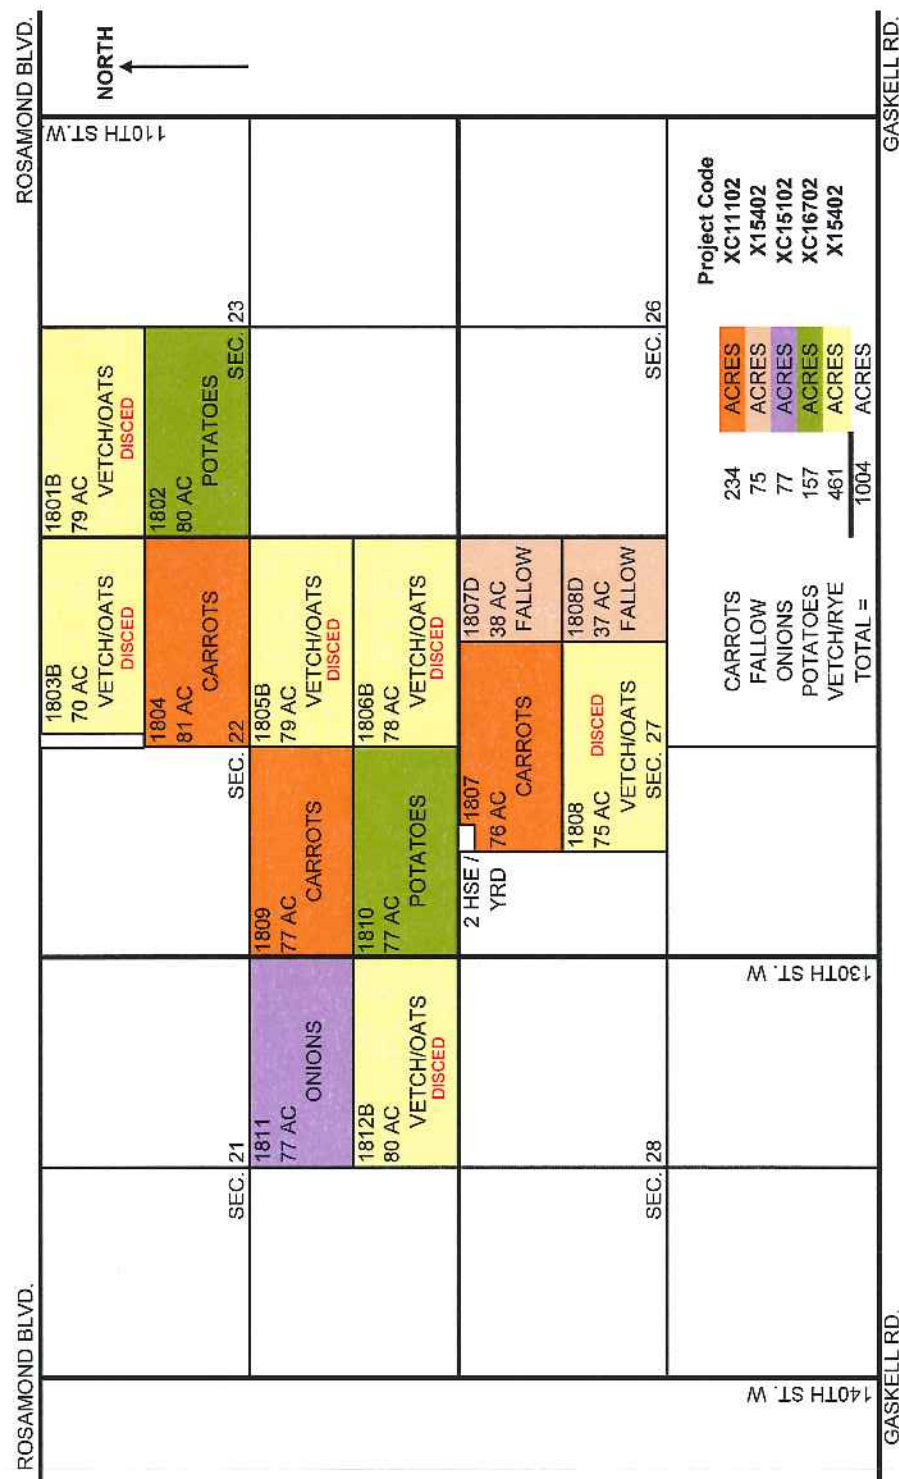 ROSAMOND BLVD.
ROSAMOND BLVD.
NORTH
110TH ST.W.
1803B
70 AC
VETCH/OATS
DISCED
1801B
79 AC
VETCH/OATS
DISCED
1804
81 AC
CARROTS
1802
80 AC
POTATOES
SEC. 21
SEC. 22
SEC. 23
1811
77 AC
ONIONS
1809
77 AC
CARROTS
1805B
79 AC
VETCH/OATS
DISCED
1812B
80 AC
VETCH/OATS
DISCED
1810
77 AC
POTATOES
1806B
78 AC
VETCH/OATS
DISCED
2 HSE /
YRD
1807
76 AC
CARROTS
1807D
38 AC
FALLOW
1808
75 AC
DISCED
VETCH/OATS
1808D
37 AC
FALLOW
SEC. 28
SEC. 27
SEC. 26
140TH ST. W
130TH ST. W
Project Code
CARROTS 234 ACRES XC11102
FALLOW 75 ACRES X15402
ONIONS 77 ACRES XC15102
POTATOES 157 ACRES XC16702
VETCH/RYE 461 ACRES X15402
TOTAL = 1004 ACRES
GASKELL RD.
GASKELL RD.